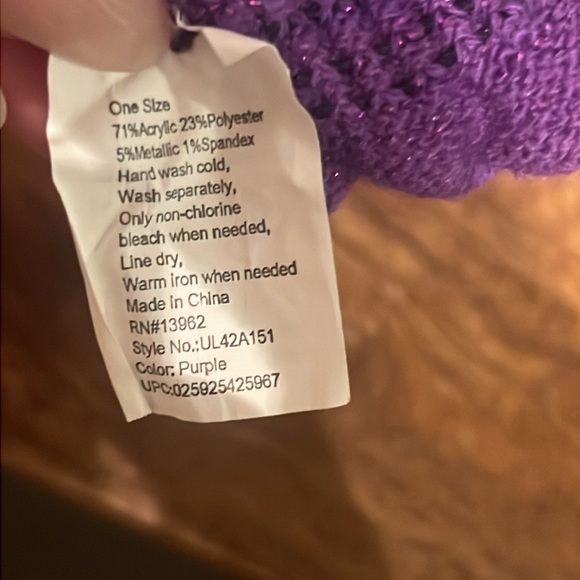 One Size
71%Acrylic 23%Polyester
5%Metallic 1%Spandex
Hand wash cold,
Wash separately,
Only non-chlorine
bleach when needed,
Line dry,
Warm iron when needed
Made in China
RN#13962
Style No.:UL42A151
Color: Purple
UPC:025925425967